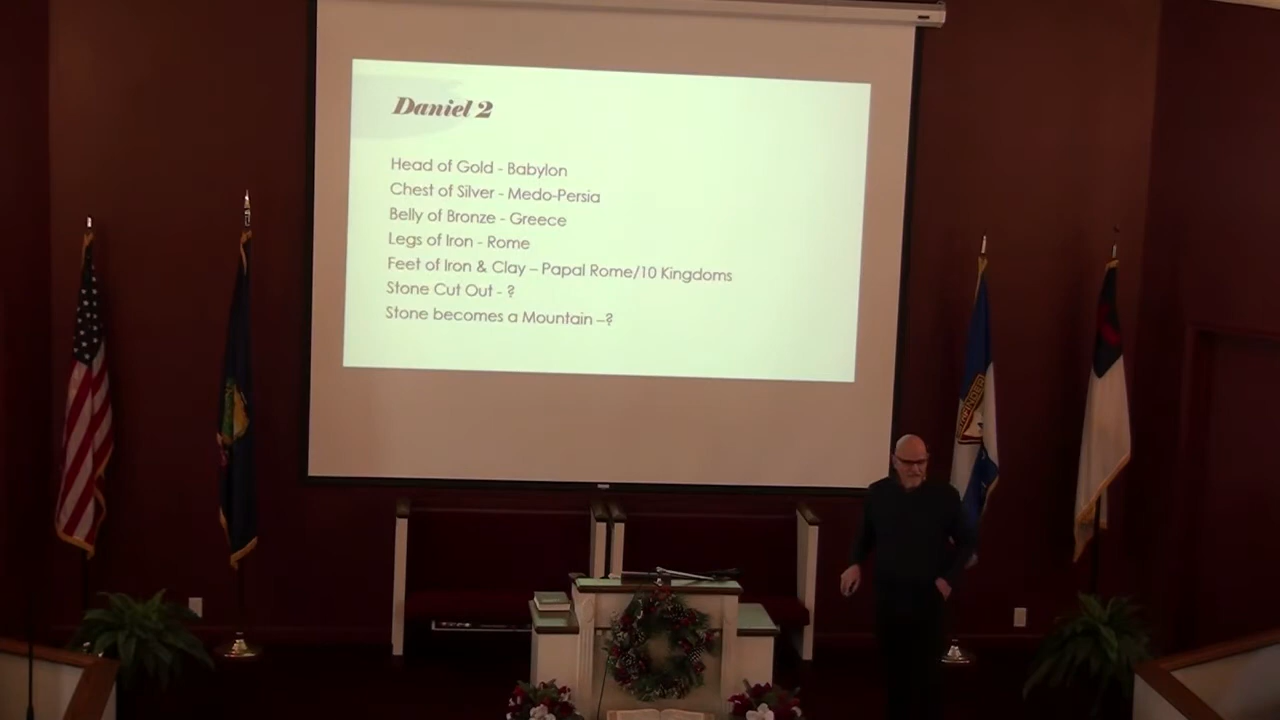 Daniel 2
Head of Gold - Babylon
Chest of Silver - Medo-Persia
Belly of Bronze - Greece
Legs of Iron - Rome
Feet of Iron & Clay – Papal Rome/10 Kingdoms
Stone Cut Out - ?
Stone becomes a Mountain –?